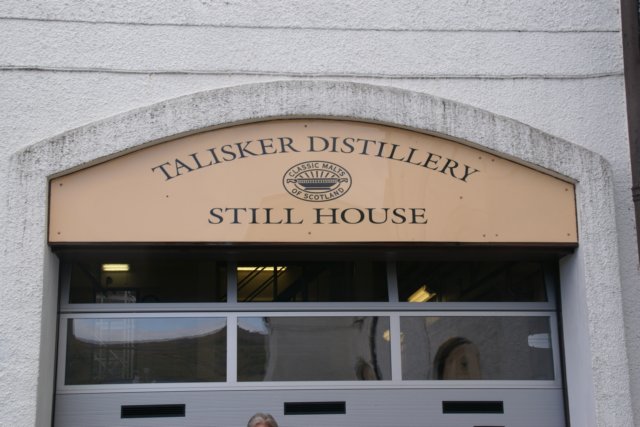 TALISKER DISTILLERY
CLASSIC MALTS
OF SCOTLAND
STILL HOUSE